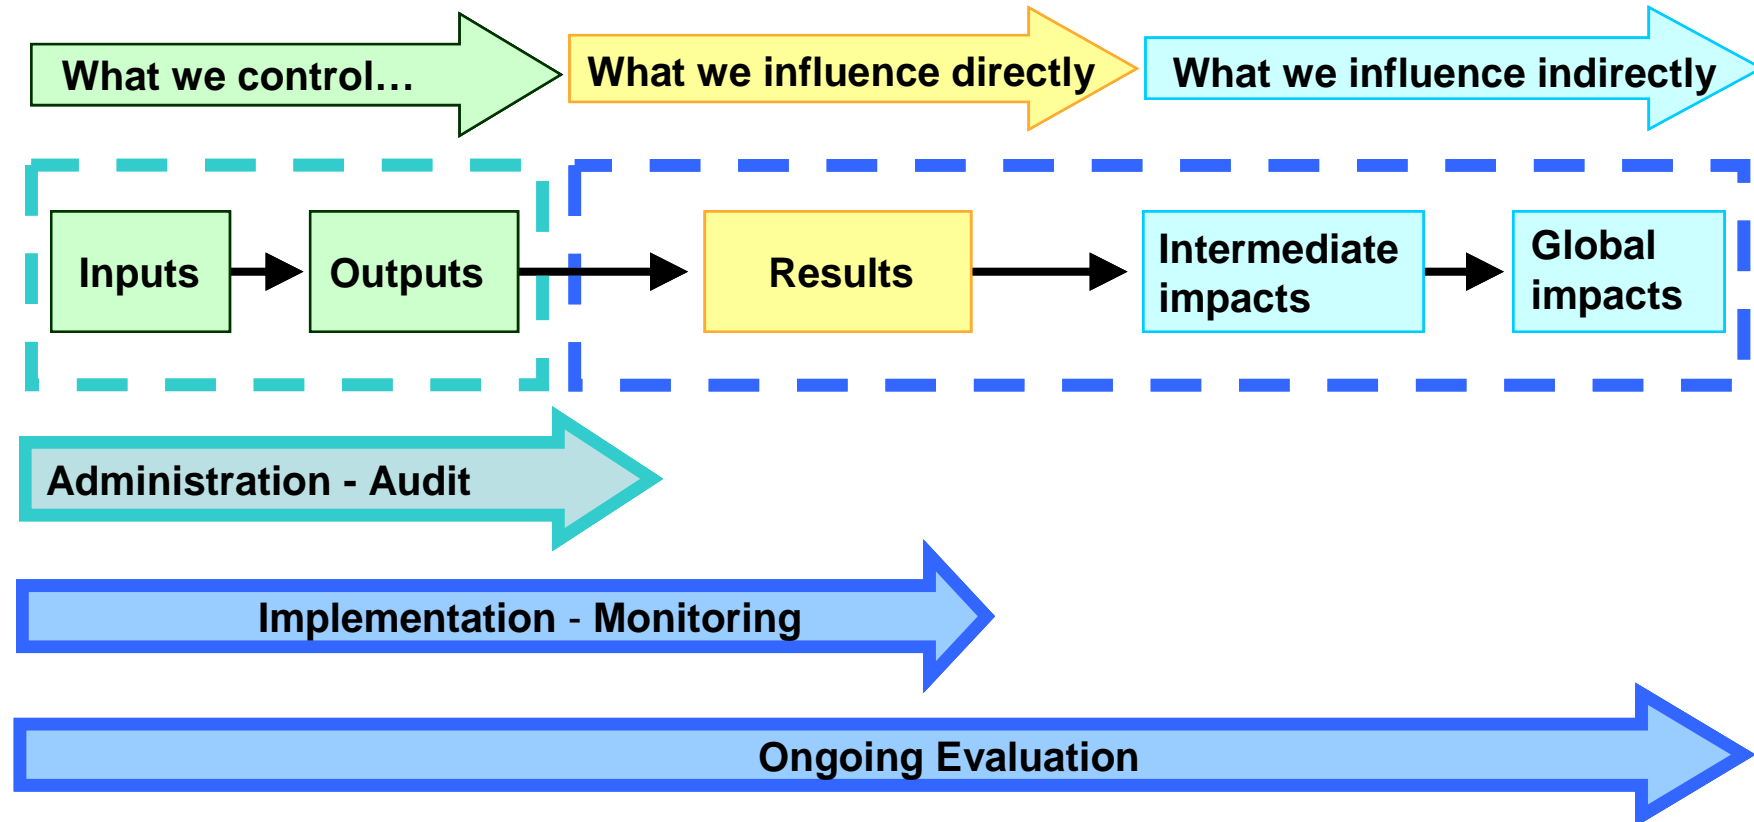 What we control…
What we influence directly
What we influence indirectly
Inputs
Outputs
Results
Intermediate
impacts
Global
impacts
Administration - Audit
Implementation - Monitoring
Ongoing Evaluation